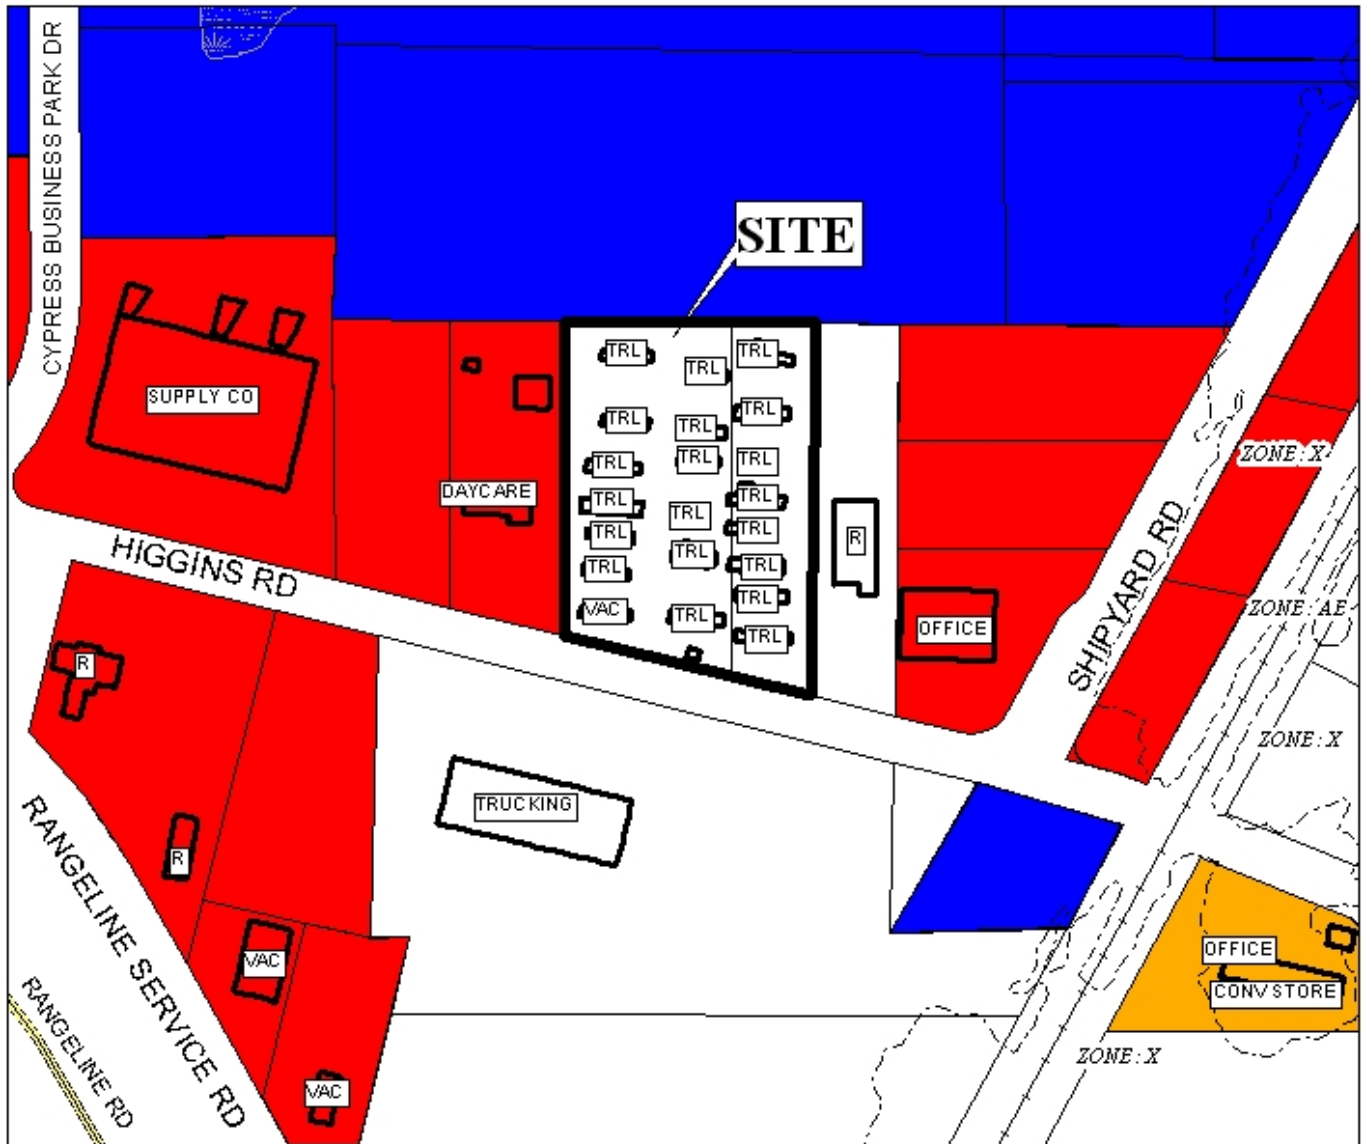 CYPRESS BUSINESS PARK DR
SITE
TRL
TRL
TRL
SUPPLY CO
TRL
TRL
TRL
ZONE: X
TRL
TRL
TRL
DAYCARE
TRL
TRL
TRL
TRL
TRL
SHIPYARD RD
HIGGINS RD
R
TRL
TRL
TRL
VAC
TRL
TRL
ZONE: AE
OFFICE
TRL
R
ZONE: X
TRUCKING
R
RANGELINE SERVICE RD
VAC
OFFICE
CONV STORE
RANGELINE RD
ZONE: X
VAC